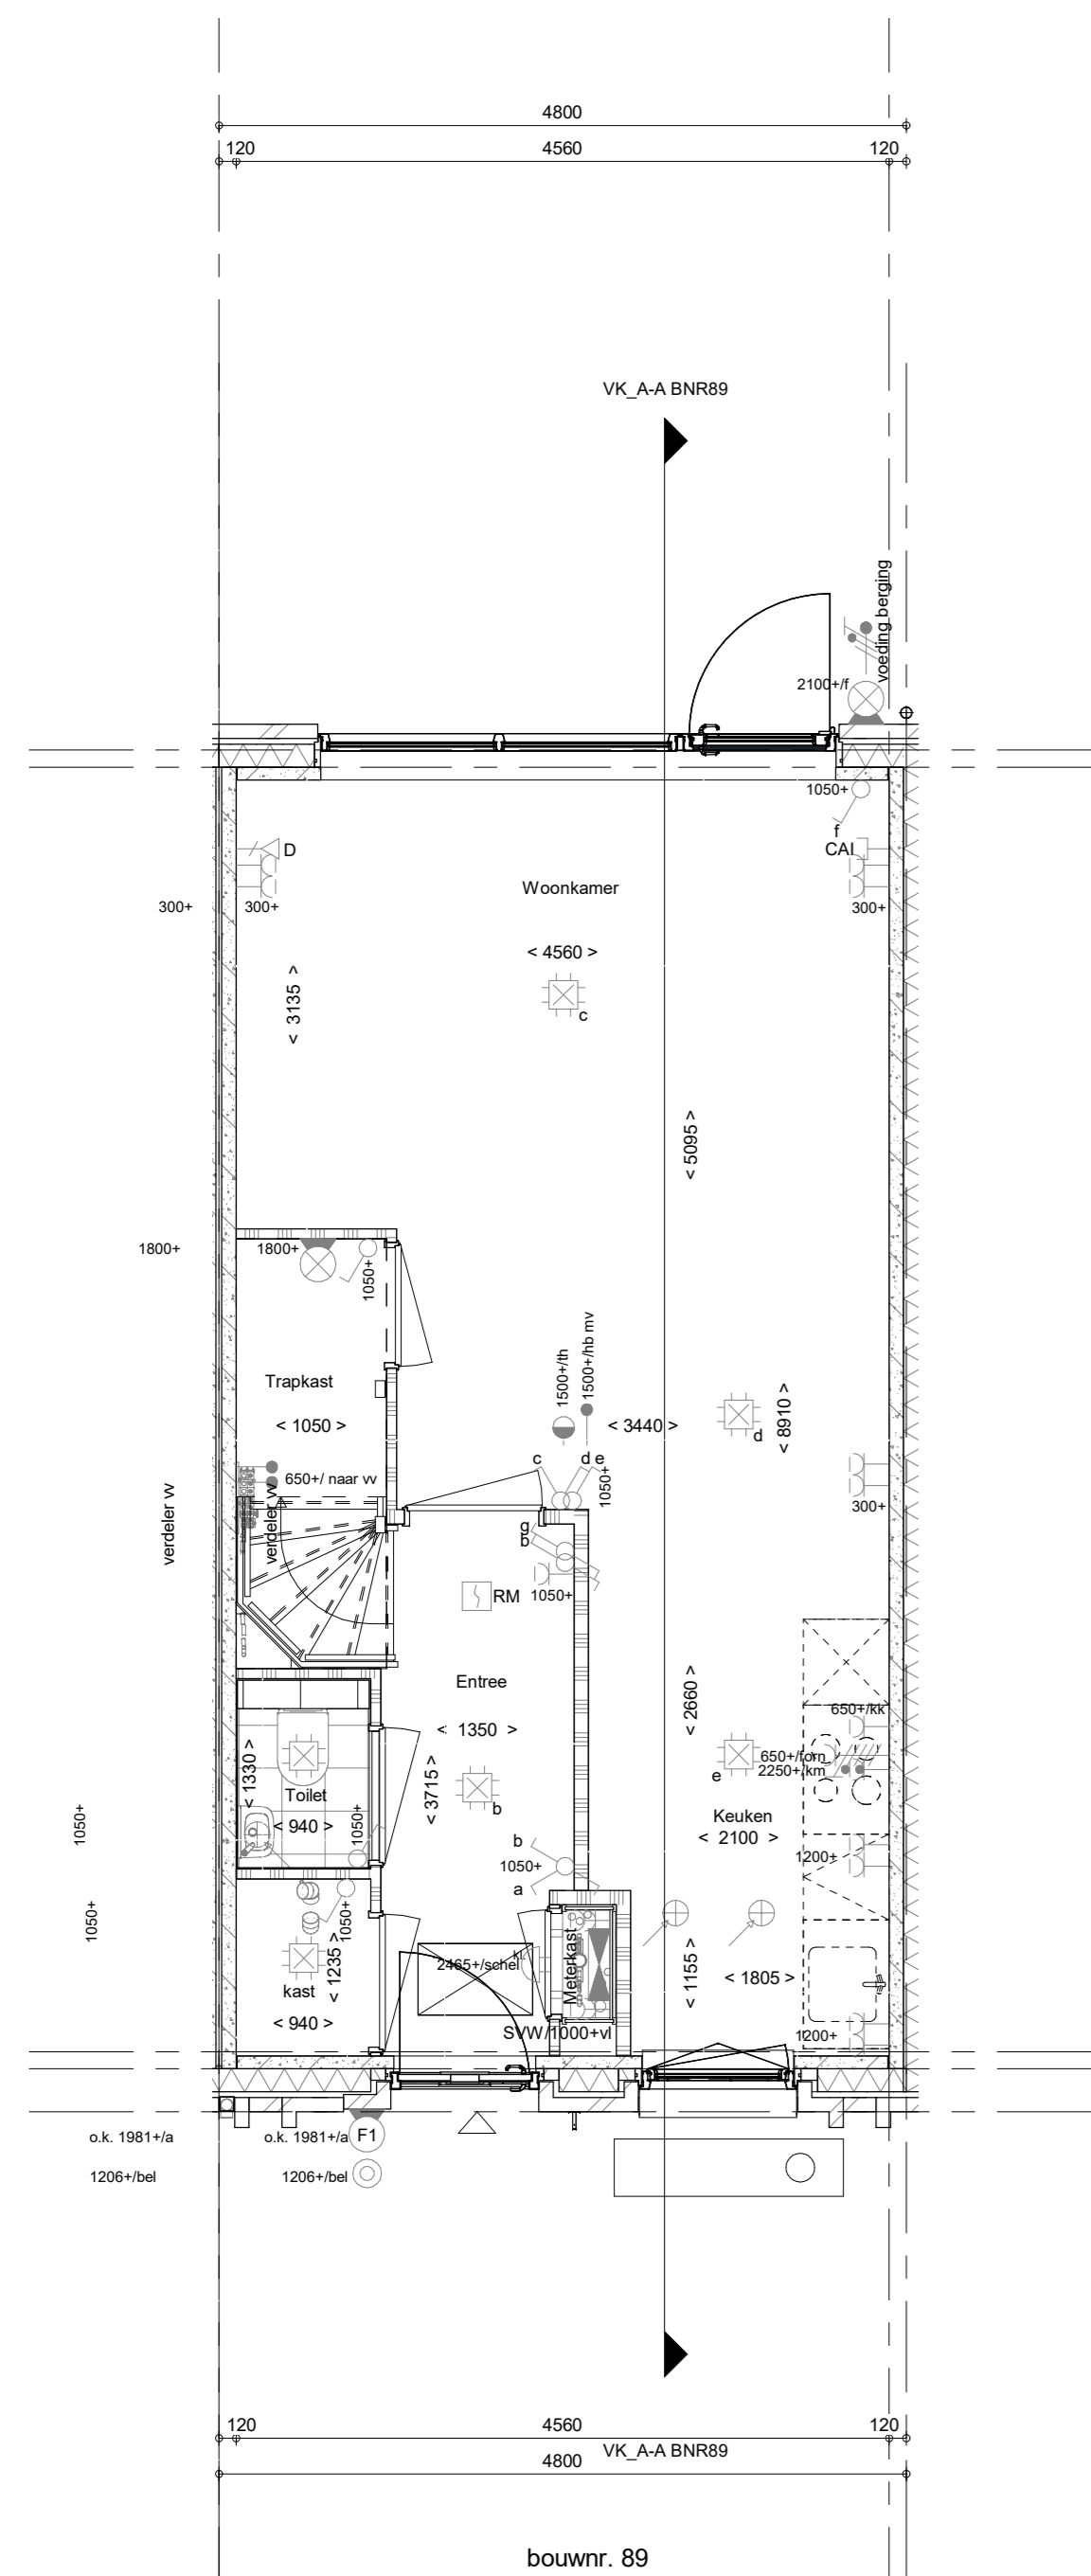 4800
120 4560 120
VK_A-A BNR89
voeding berging
2100+/f
1050+
f
D CAI
Woonkamer
300+ 300+ 300+
< 4560 >
< 3135 >
c
< 5095 >
1800+ 1800+
1050+
1500+/th
1500+/hb mv
Trapkast
< 1050 >
< 3440 >
< 8910 >
d
c d e
650+/ naar vv
1050+
300+
verdeler vv
verdeler vv
g
b
RM
1050+
Entree
< 2660 >
650+/kk
< 1350 >
650+/forn
2250+/km
e
< 1330 >
Toilet
< 3715 >
b
Keuken
< 940 >
< 2100 >
1050+
1050+
b
1050+
a
1200+
1050+
1050+
kl.
2465+/schel
Meterkast
< 1235 >
kast
< 1155 >
< 1805 >
< 940 >
SVW/1000+vl
1200+
o.k. 1981+/a o.k. 1981+/a F1
1206+/bel 1206+/bel
120 4560 120
VK_A-A BNR89
4800
bouwnr. 89